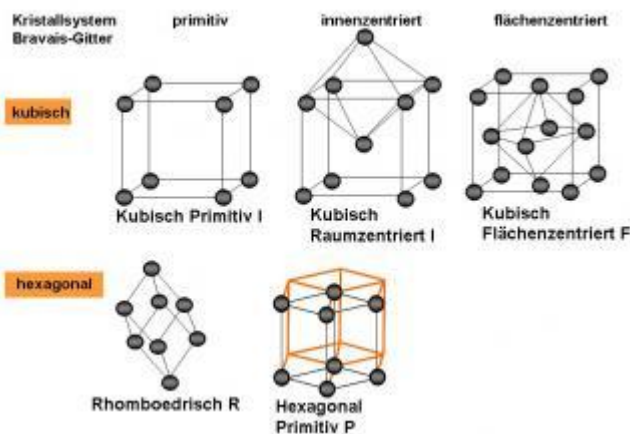 Kristallsystem
Bravais-Gitter
primitiv
innenzentriert
flächenzentriert
kubisch
Kubisch Primitiv I
Kubisch
Raumzentriert I
Kubisch
Flächenzentriert F
hexagonal
Rhomboedrisch R
Hexagonal
Primitiv P